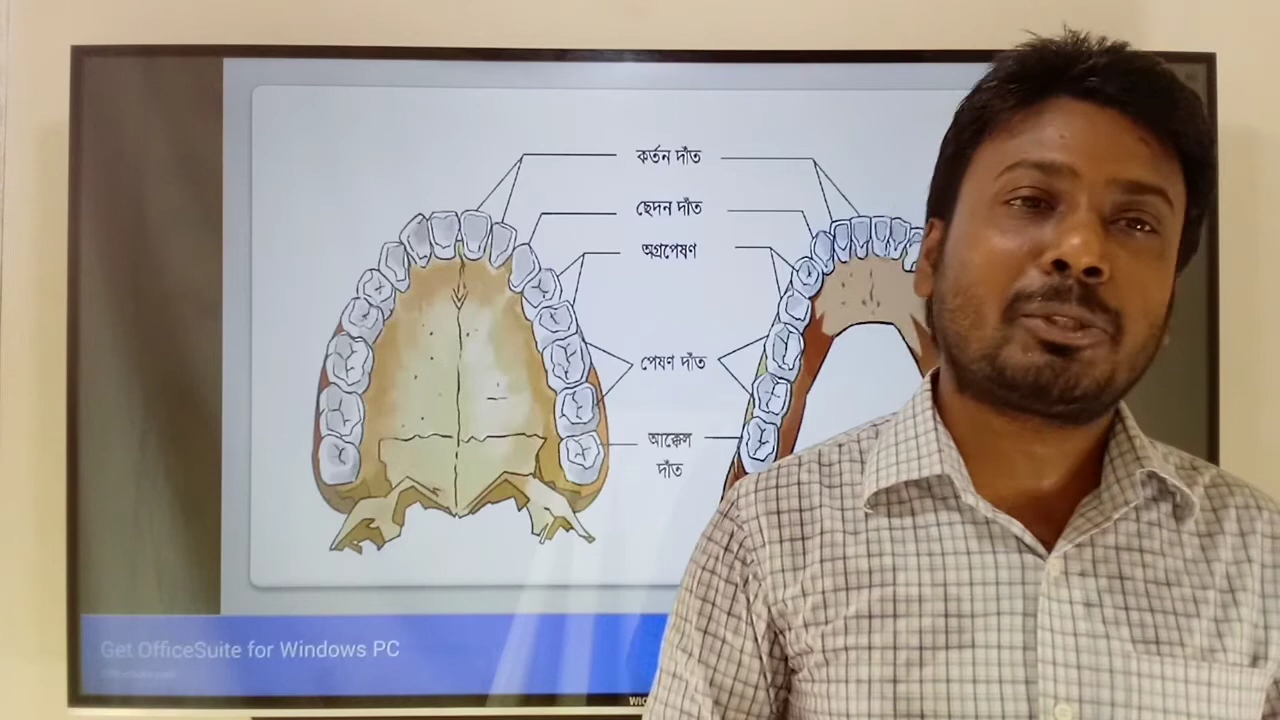 কর্তন দাঁত
ছেদন দাঁত
অগ্রপেষণ
পেষণ দাঁত
আক্কেল
দাঁত
Get OfficeSuite for Windows PC